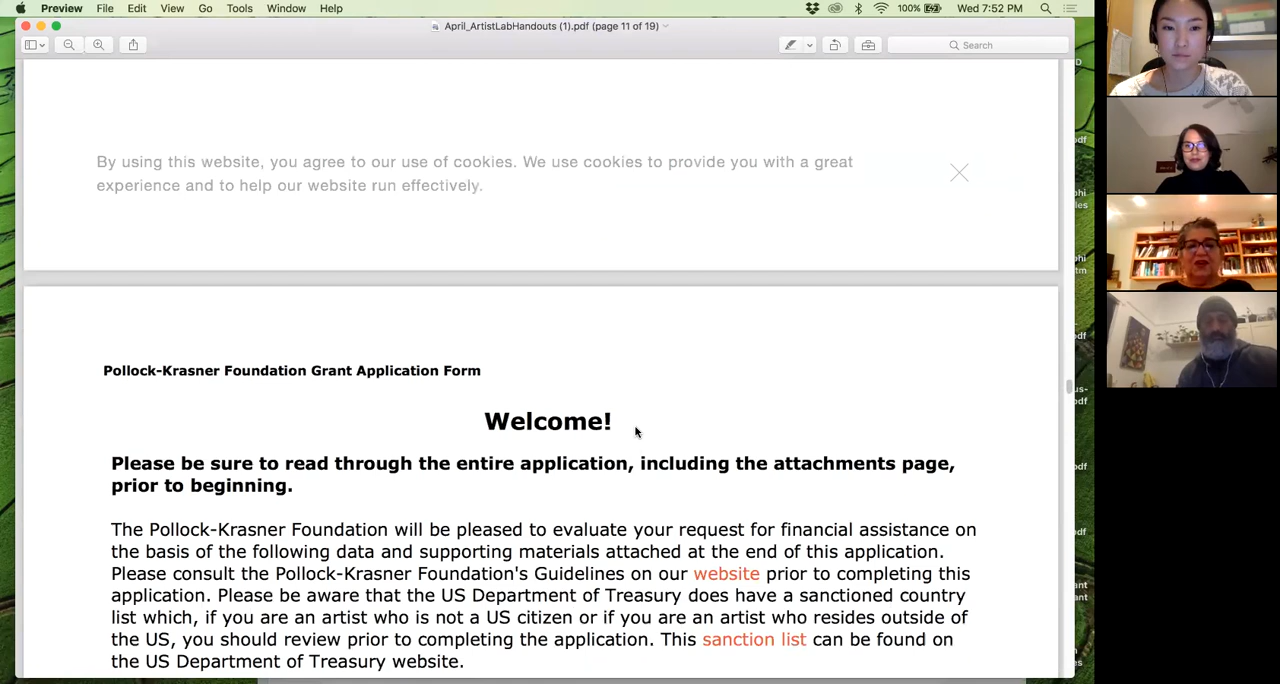 Preview File Edit View Go Tools Window Help 100% Wed 7:52 PM
April_ArtistLabHandouts (1).pdf (page 11 of 19)
Search
By using this website, you agree to our use of cookies. We use cookies to provide you with a great
experience and to help our website run effectively.
Pollock-Krasner Foundation Grant Application Form
Welcome!
Please be sure to read through the entire application, including the attachments page,
prior to beginning.
The Pollock-Krasner Foundation will be pleased to evaluate your request for financial assistance on
the basis of the following data and supporting materials attached at the end of this application.
Please consult the Pollock-Krasner Foundation's Guidelines on our website prior to completing this
application. Please be aware that the US Department of Treasury does have a sanctioned country
list which, if you are an artist who is not a US citizen or if you are an artist who resides outside of
the US, you should review prior to completing the application. This sanction list can be found on
the US Department of Treasury website.